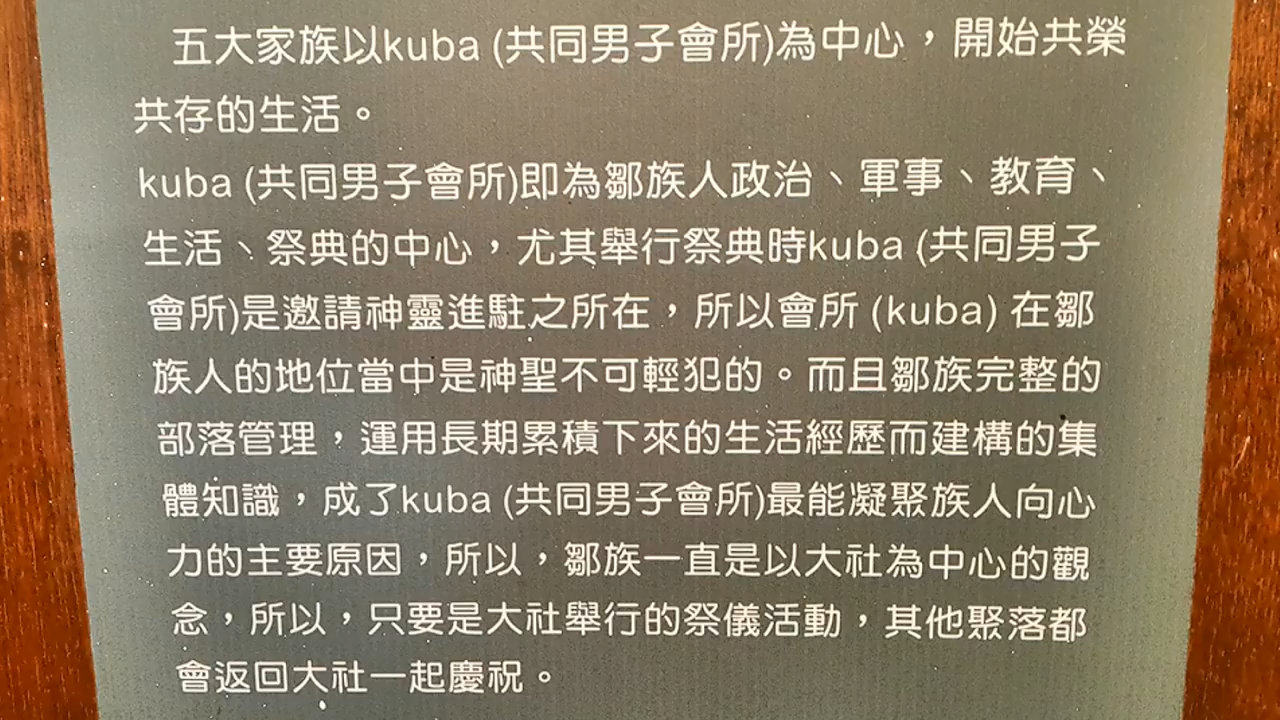 五大家族以kuba (共同男子會所)為中心，開始共榮
共存的生活。
kuba (共同男子會所)即為鄒族人政治、軍事、教育、
生活、祭典的中心，尤其舉行祭典時kuba (共同男子
會所)是邀請神靈進駐之所在，所以會所 (kuba) 在鄒
族人的地位當中是神聖不可輕犯的。而且鄒族完整的
部落管理，運用長期累積下來的生活經歷而建構的集
體知識，成了kuba (共同男子會所)最能凝聚族人向心
力的主要原因，所以，鄒族一直是以大社為中心的觀
念，所以，只要是大社舉行的祭儀活動，其他聚落都
會返回大社一起慶祝。